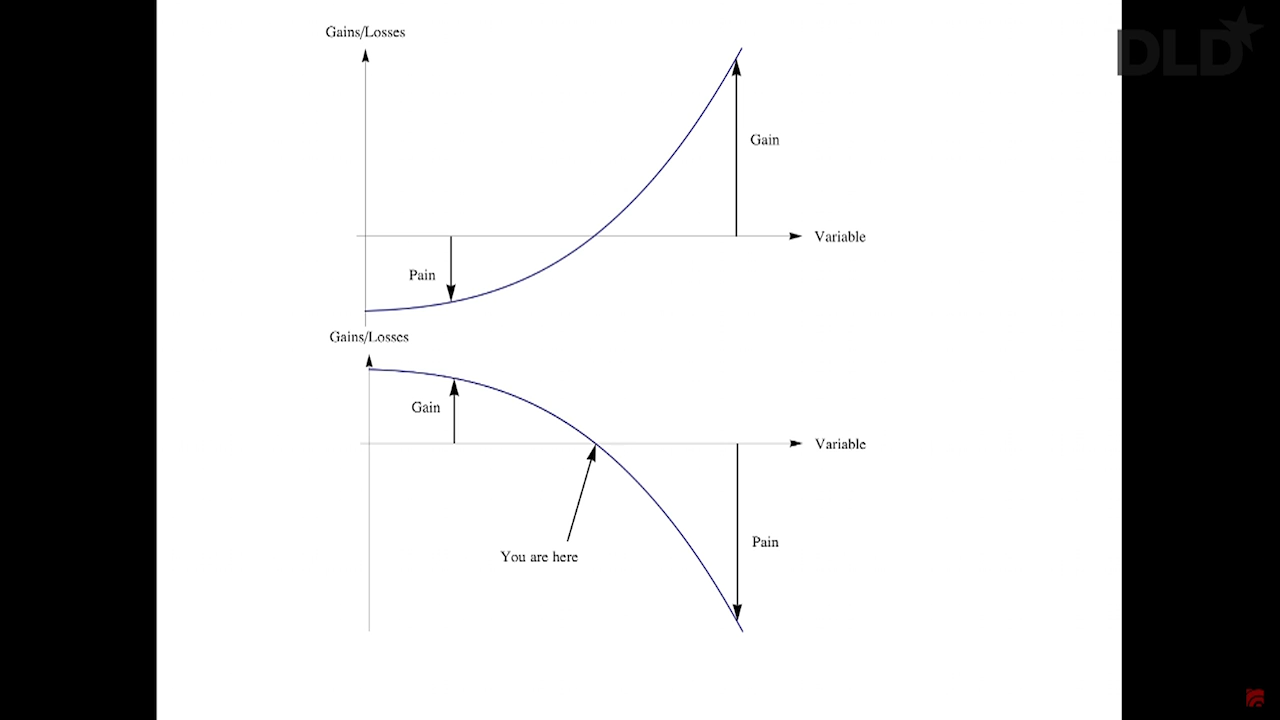 DLD
Gains/Losses
Gain
Variable
Pain
Gains/Losses
Gain
Variable
You are here
Pain